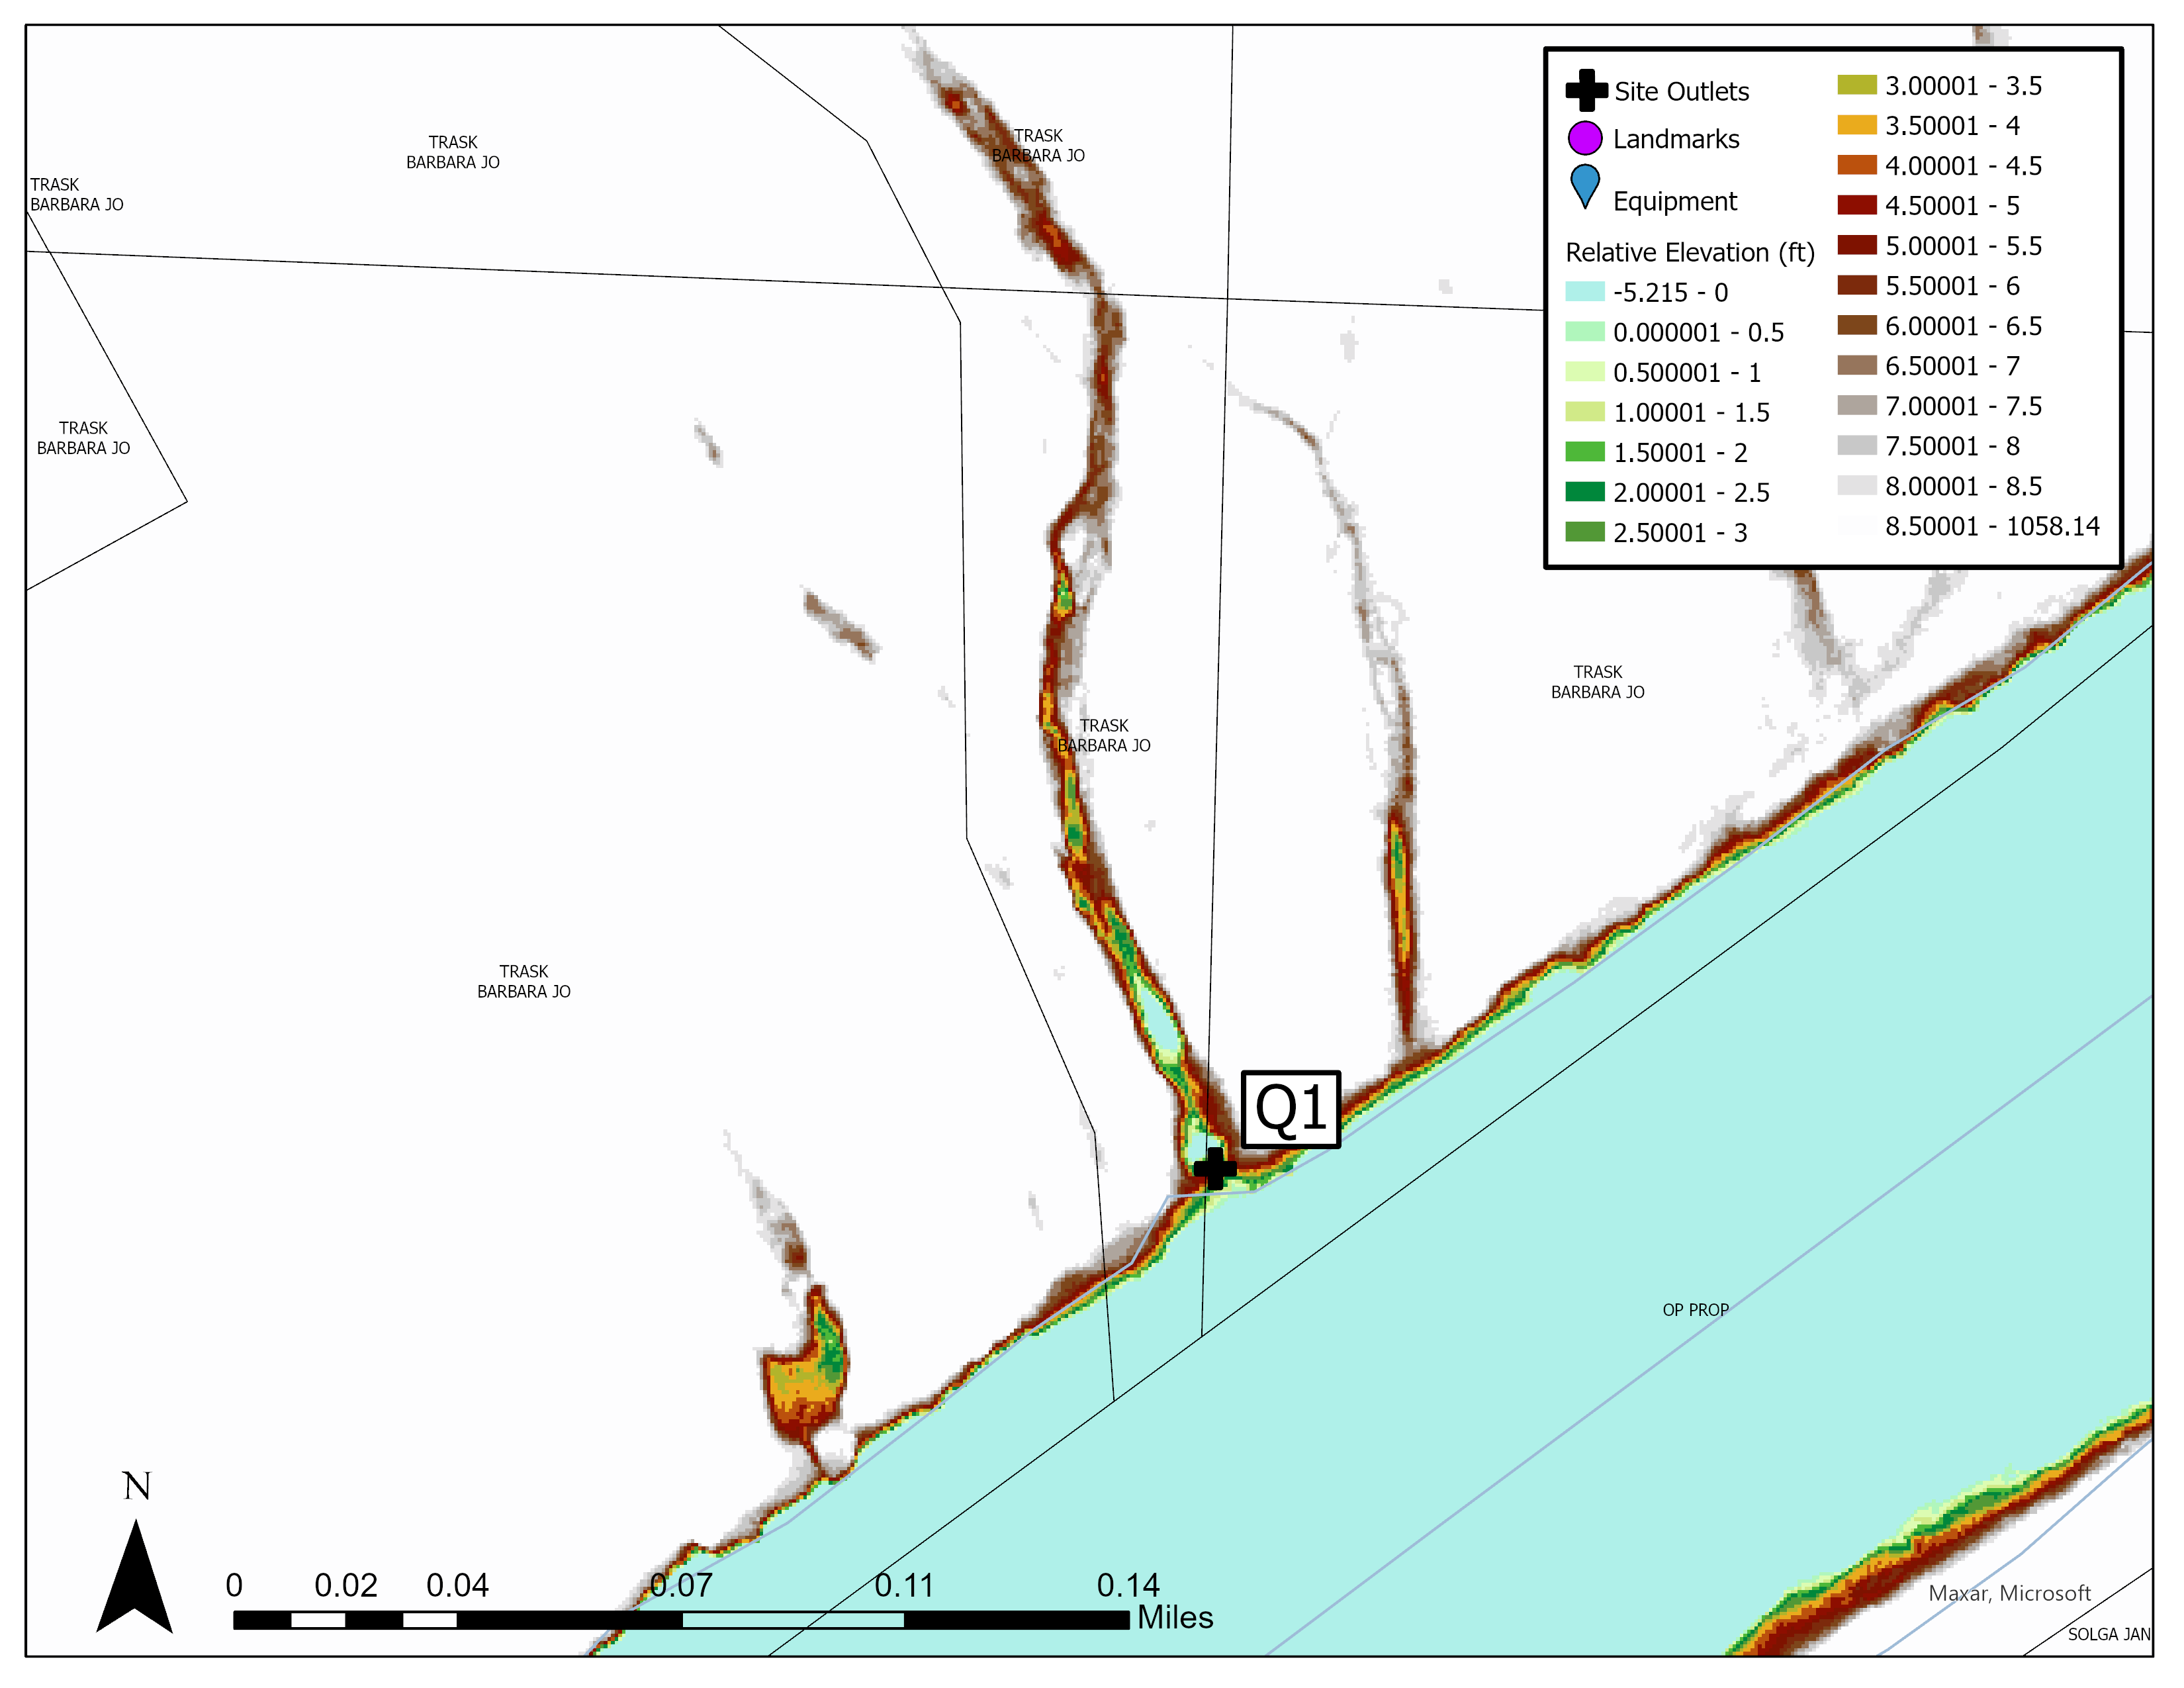 TRASK
BARBARA JO
TRASK
BARBARA JO
TRASK
BARBARA JO
TRASK
BARBARA JO
TRASK
BARBARA JO
TRASK
BARBARA JO
TRASK
BARBARA JO
Site Outlets
Landmarks
Equipment
Relative Elevation (ft)
-5.215 - 0
0.000001 - 0.5
0.500001 - 1
1.00001 - 1.5
1.50001 - 2
2.00001 - 2.5
2.50001 - 3
3.00001 - 3.5
3.50001 - 4
4.00001 - 4.5
4.50001 - 5
5.00001 - 5.5
5.50001 - 6
6.00001 - 6.5
6.50001 - 7
7.00001 - 7.5
7.50001 - 8
8.00001 - 8.5
8.50001 - 1058.14
Q1
OP PROP
N
0 0.02 0.04 0.07 0.11 0.14
Miles
Maxar, Microsoft
SOLGA JAN